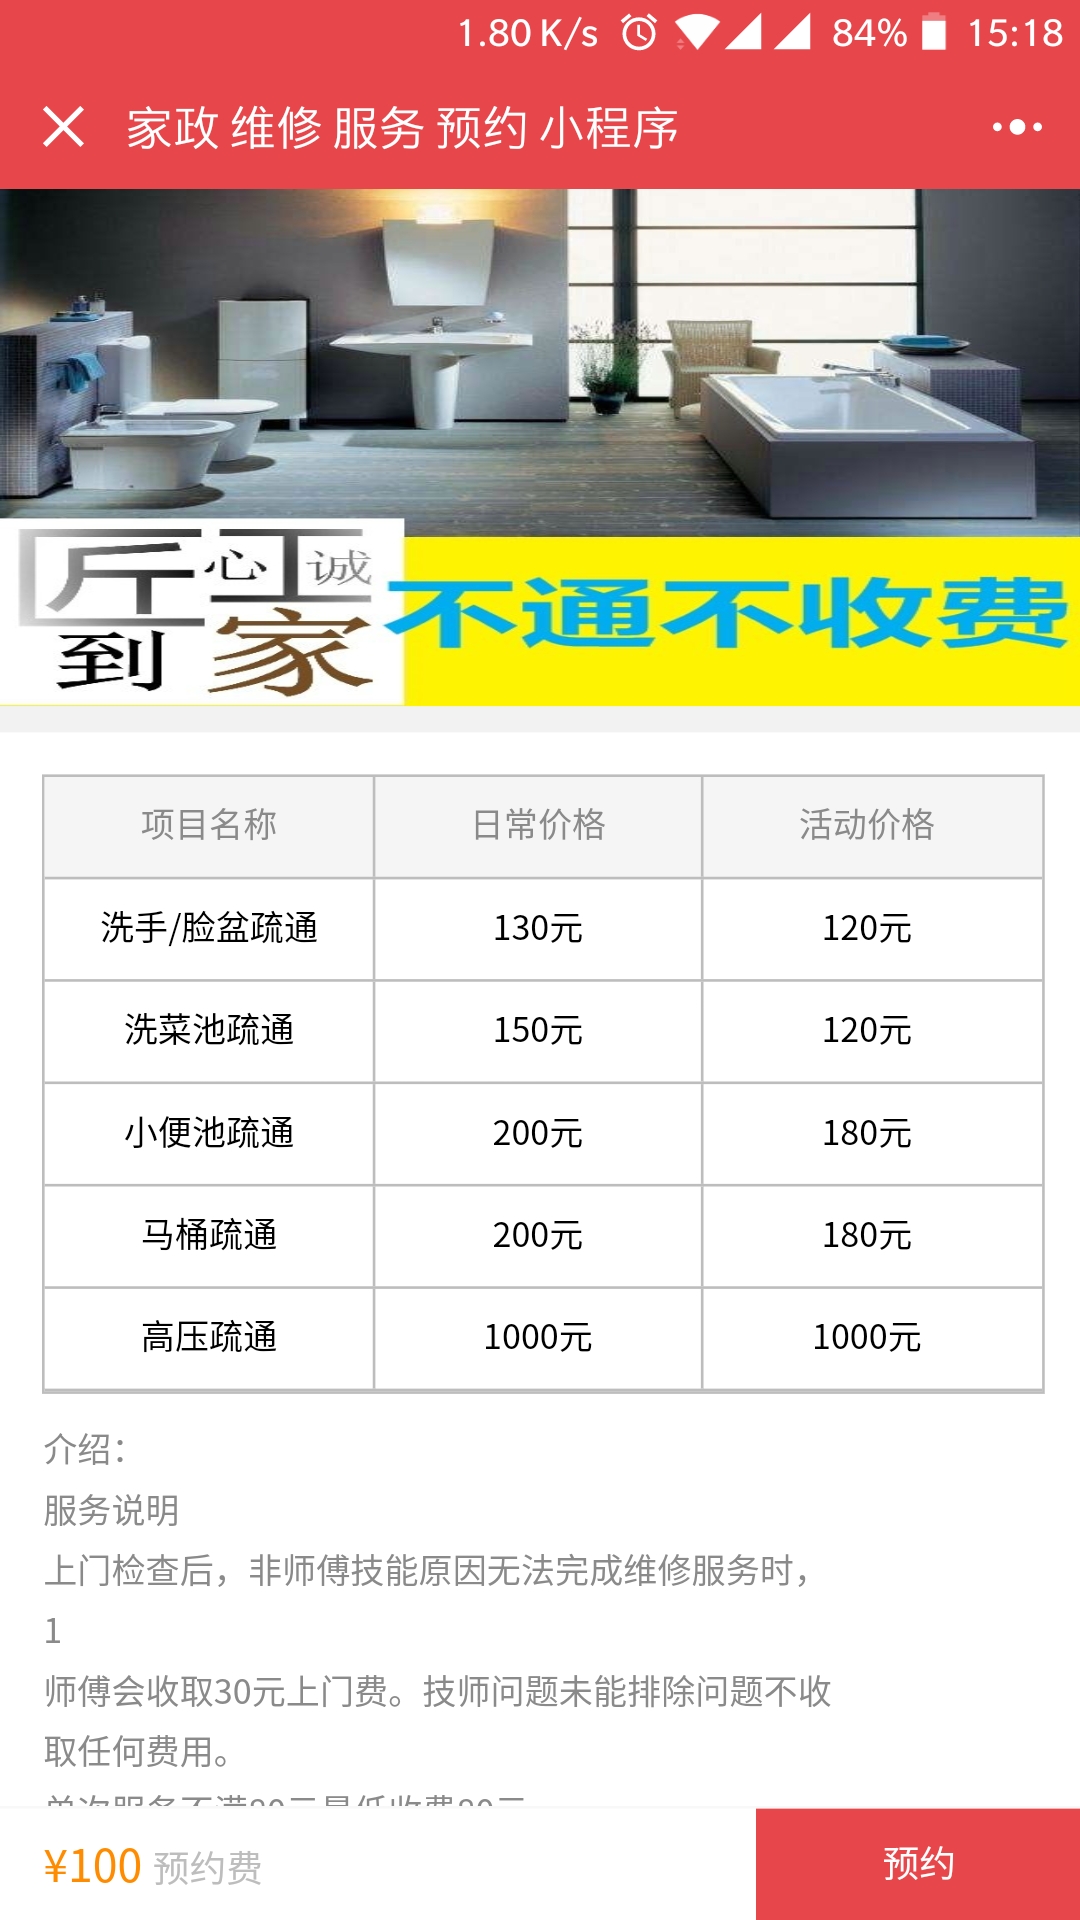 1.80 K/s 84% 15:18
家政 维修 服务 预约 小程序
匠心 诚
到家
不通不收费
项目名称 日常价格 活动价格
洗手/脸盆疏通 130元 120元
洗菜池疏通 150元 120元
小便池疏通 200元 180元
马桶疏通 200元 180元
高压疏通 1000元 1000元
介绍：
服务说明
上门检查后，非师傅技能原因无法完成维修服务时，
1
师傅会收取30元上门费。技师问题未能排除问题不收
取任何费用。
¥100 预约费
预约